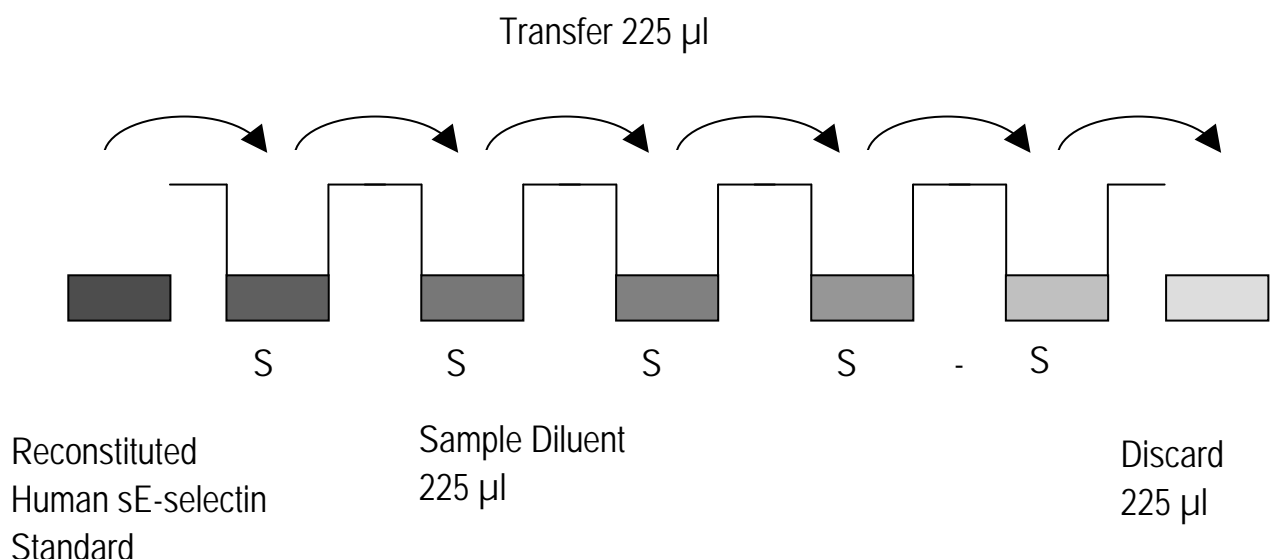 Transfer 225 µl
S S S S - S
Reconstituted
Human sE-selectin
Standard
Sample Diluent
225 µl
Discard
225 µl